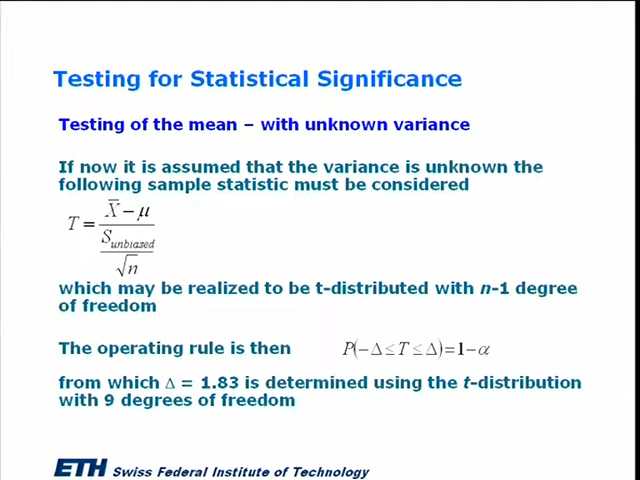 Testing for Statistical Significance
Testing of the mean – with unknown variance
If now it is assumed that the variance is unknown the
following sample statistic must be considered
T = (X̄ − μ) / (S_unbiased / √n)
which may be realized to be t-distributed with n-1 degree
of freedom
The operating rule is then P(−Δ ≤ T ≤ Δ) = 1 − α
from which Δ = 1.83 is determined using the t-distribution
with 9 degrees of freedom
ETH Swiss Federal Institute of Technology